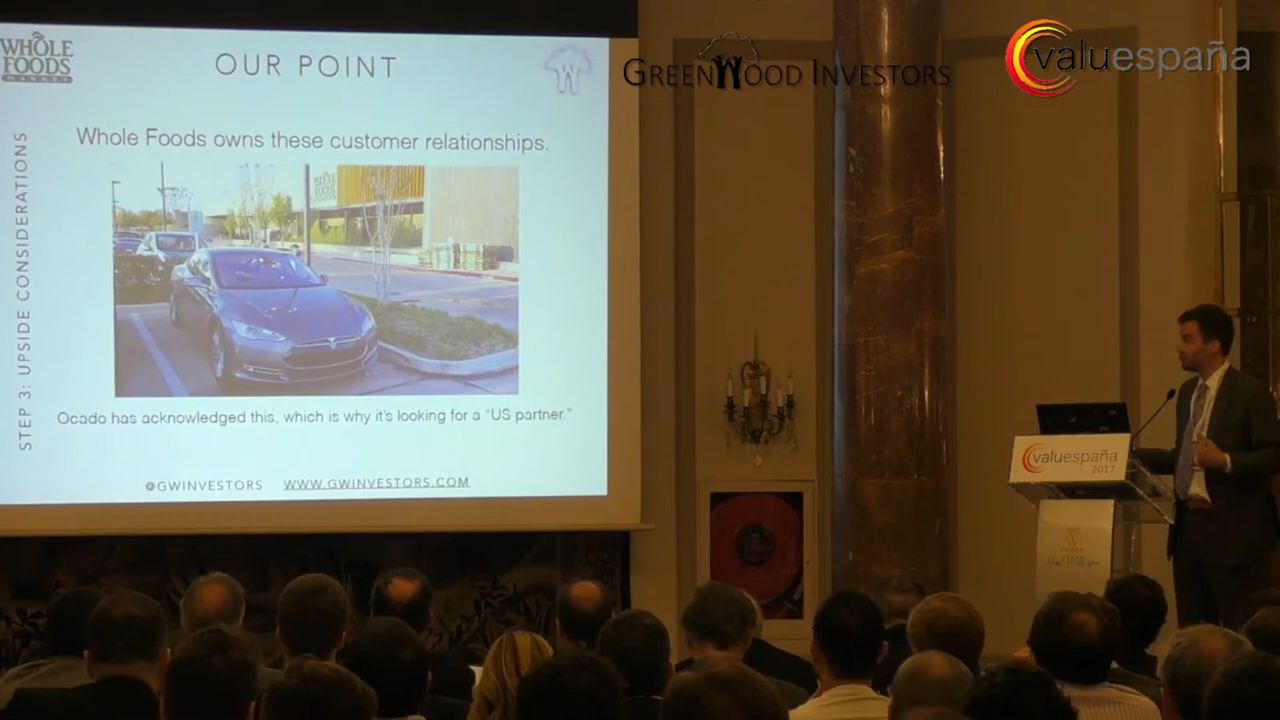 WHOLE
FOODS
MARKET
OUR POINT
GREENWOOD INVESTORS
valuespaña
STEP 3: UPSIDE CONSIDERATIONS
Whole Foods owns these customer relationships.
Ocado has acknowledged this, which is why it's looking for a "US partner."
@GWINVESTORS WWW.GWINVESTORS.COM
valuespaña
2017